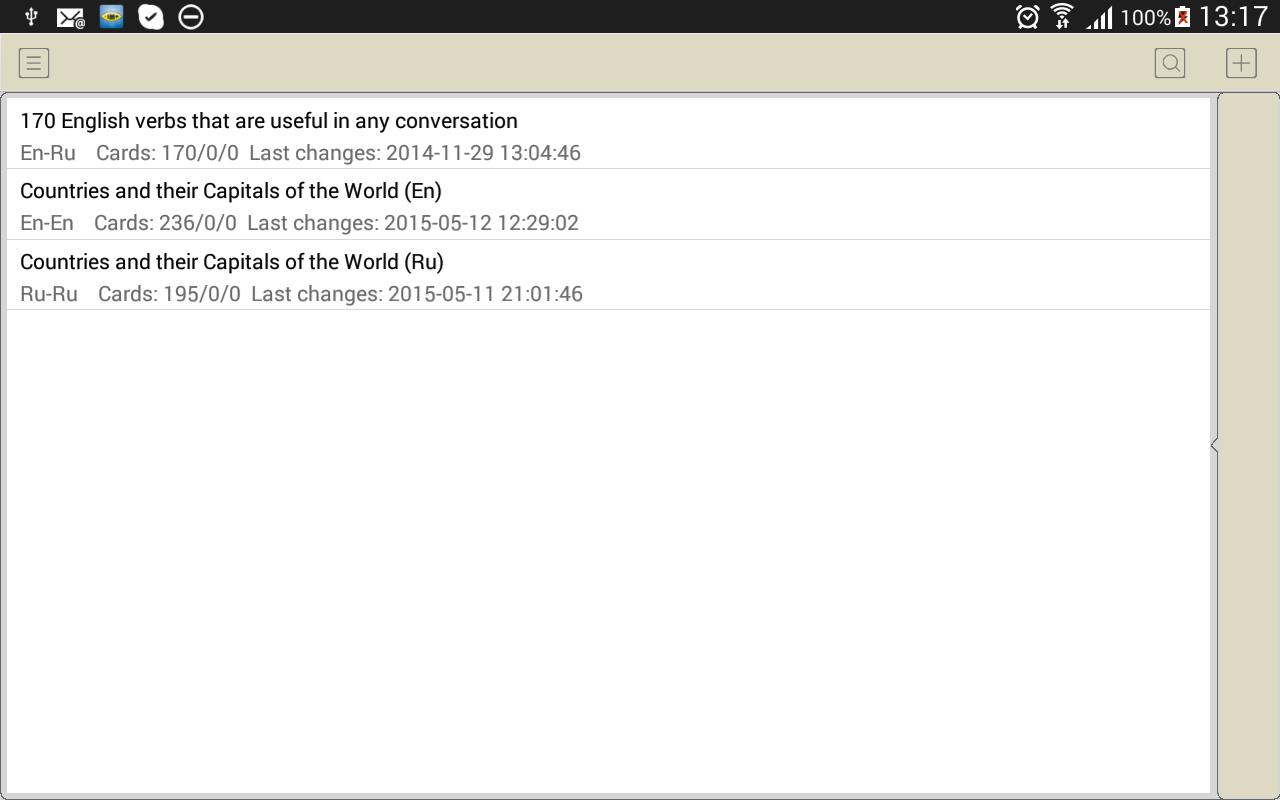 100% 13:17
170 English verbs that are useful in any conversation
En-Ru Cards: 170/0/0 Last changes: 2014-11-29 13:04:46
Countries and their Capitals of the World (En)
En-En Cards: 236/0/0 Last changes: 2015-05-12 12:29:02
Countries and their Capitals of the World (Ru)
Ru-Ru Cards: 195/0/0 Last changes: 2015-05-11 21:01:46